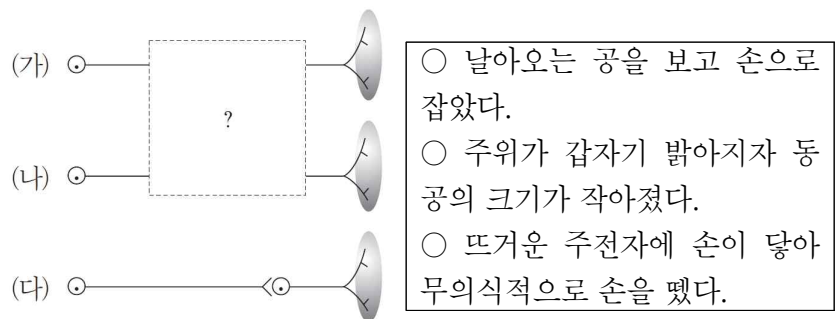 (가)
?
(나)
(다)
○ 날아오는 공을 보고 손으로
잡았다.
○ 주위가 갑자기 밝아지자 동
공의 크기가 작아졌다.
○ 뜨거운 주전자에 손이 닿아
무의식적으로 손을 뗐다.